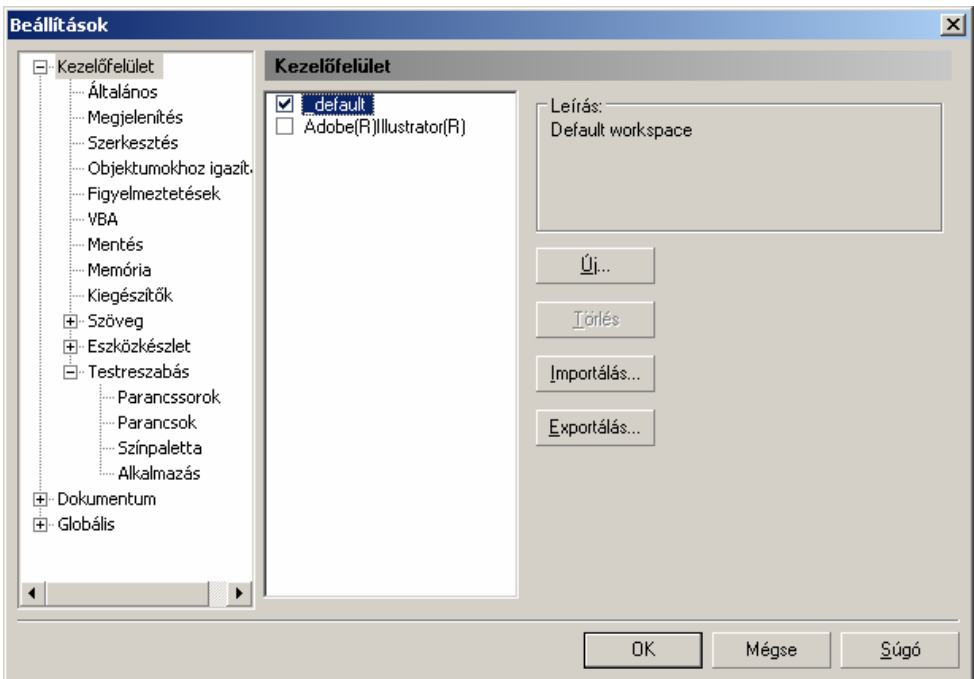 Beállítások
Kezelőfelület
Általános
Megjelenítés
Szerkesztés
Objektumokhoz igazít
Figyelmeztetések
VBA
Mentés
Memória
Kiegészítők
Szöveg
Eszközkészlet
Testreszabás
Parancssorok
Parancsok
Színpaletta
Alkalmazás
Dokumentum
Globális
Kezelőfelület
_default
Adobe(R)Illustrator(R)
Leírás:
Default workspace
Új...
Törlés
Importálás...
Exportálás...
OK
Mégse
Súgó